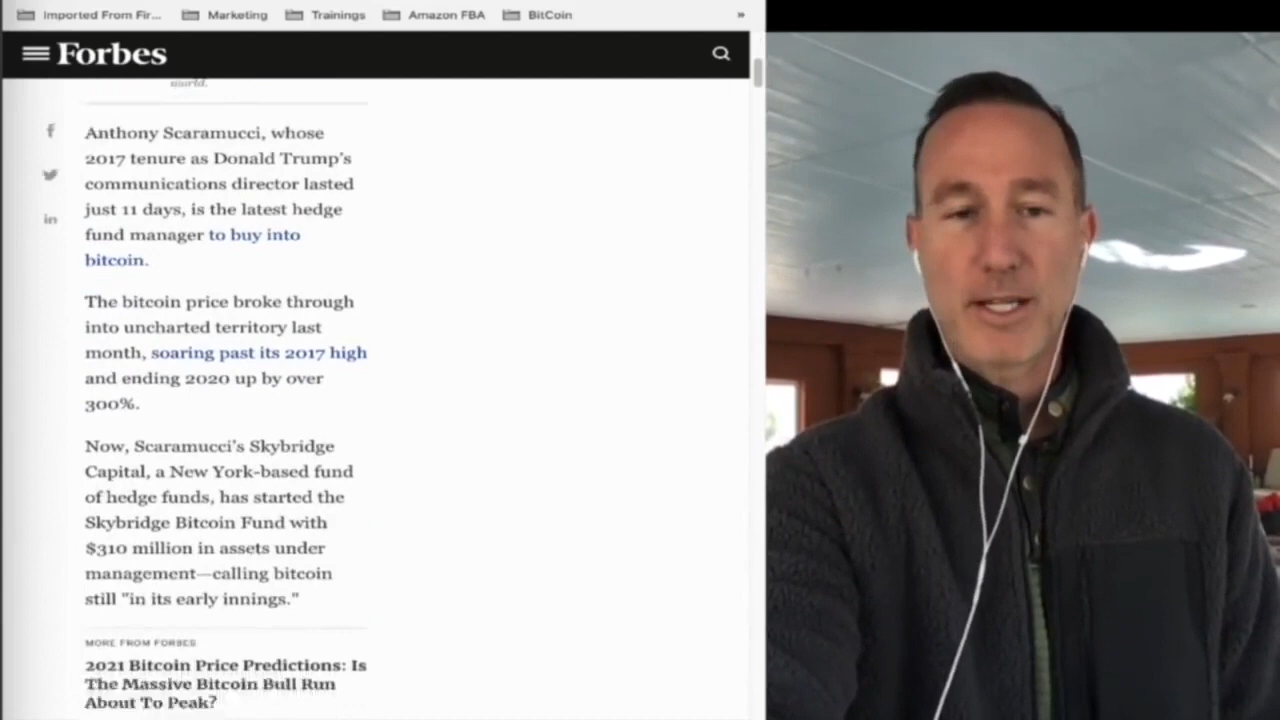 Imported From Fir...
Marketing
Trainings
Amazon FBA
BitCoin
»
Forbes
world.
f
in
Anthony Scaramucci, whose
2017 tenure as Donald Trump's
communications director lasted
just 11 days, is the latest hedge
fund manager to buy into
bitcoin.
The bitcoin price broke through
into uncharted territory last
month, soaring past its 2017 high
and ending 2020 up by over
300%.
Now, Scaramucci's Skybridge
Capital, a New York-based fund
of hedge funds, has started the
Skybridge Bitcoin Fund with
$310 million in assets under
management—calling bitcoin
still "in its early innings."
MORE FROM FORBES
2021 Bitcoin Price Predictions: Is
The Massive Bitcoin Bull Run
About To Peak?